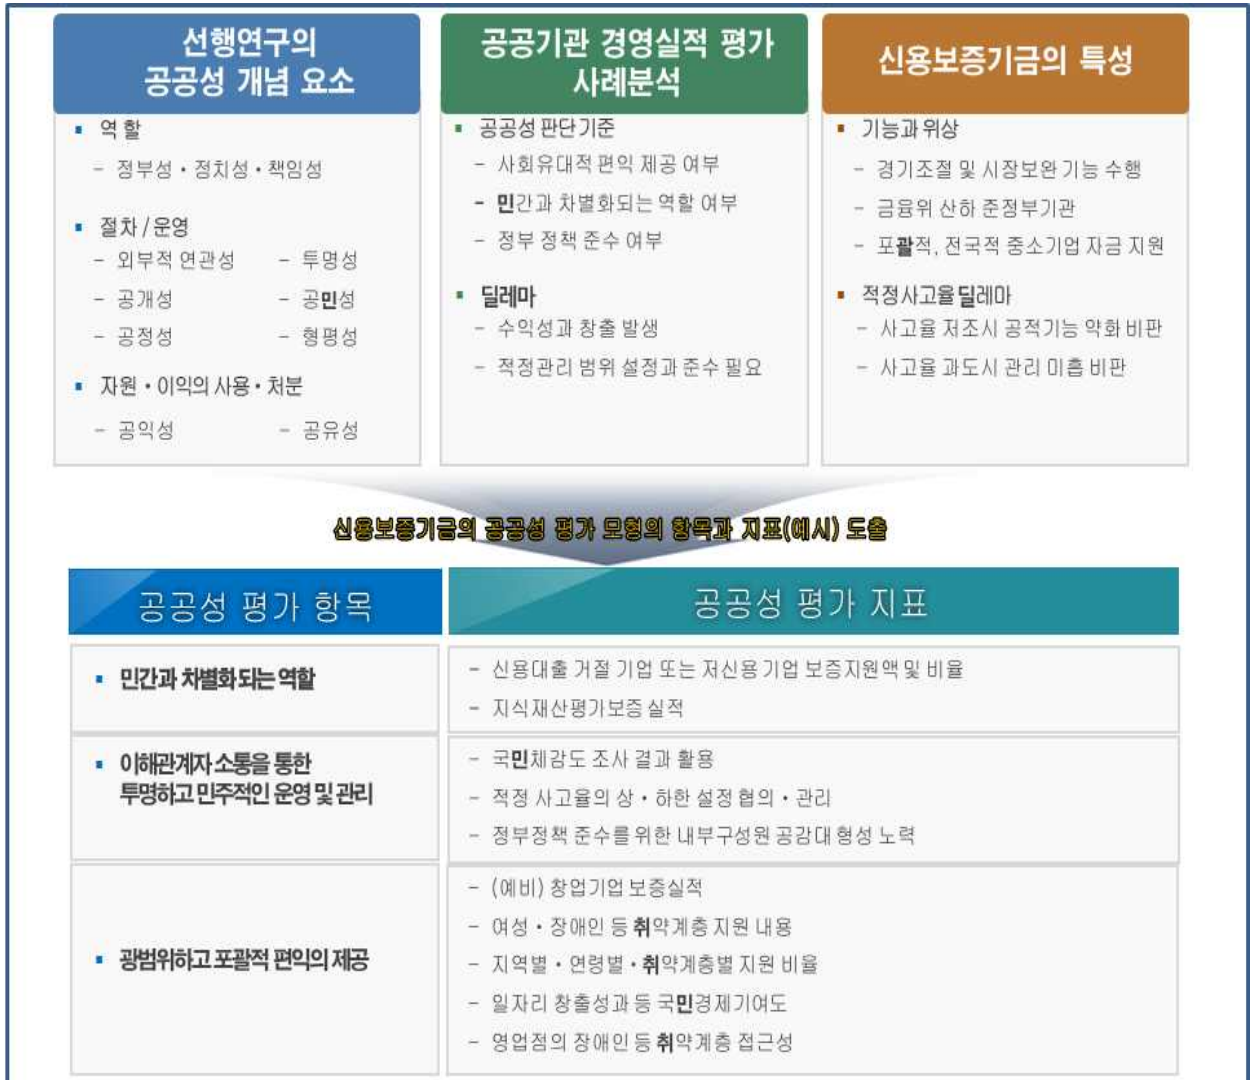 선행연구의
공공성 개념 요소
▪ 역 할
– 정부성・정치성・책임성
▪ 절차 / 운영
– 외부적 연관성 – 투명성
– 공개성 – 공민성
– 공정성 – 형평성
▪ 자원・이익의 사용・처분
– 공익성 – 공유성
공공기관 경영실적 평가
사례분석
▪ 공공성 판단기준
– 사회유대적 편익 제공 여부
– 민간과 차별화되는 역할 여부
– 정부 정책 준수 여부
▪ 딜레마
– 수익성과 창출 발생
– 적정관리 범위 설정과 준수 필요
신용보증기금의 특성
▪ 기능과 위상
– 경기조절 및 시장보완 기능 수행
– 금융위 산하 준정부기관
– 포괄적, 전국적 중소기업 자금 지원
▪ 적정사고율 딜레마
– 사고율 저조시 공적기능 약화 비판
– 사고율 과도시 관리 미흡 비판
신용보증기금의 공공성 평가 모형의 항목과 지표(예시) 도출
공공성 평가 항목
공공성 평가 지표
▪ 민간과 차별화 되는 역할
– 신용대출 거절 기업 또는 저신용 기업 보증지원액 및 비율
– 지식재산평가보증 실적
▪ 이해관계자 소통을 통한
투명하고 민주적인 운영 및 관리
– 국민체감도 조사 결과 활용
– 적정 사고율의 상・하한 설정 협의・관리
– 정부정책 준수를 위한 내부구성원 공감대 형성 노력
▪ 광범위하고 포괄적 편익의 제공
– (예비) 창업기업 보증실적
– 여성・장애인 등 취약계층 지원 내용
– 지역별・연령별・취약계층별 지원 비율
– 일자리 창출성과 등 국민경제기여도
– 영업점의 장애인 등 취약계층 접근성